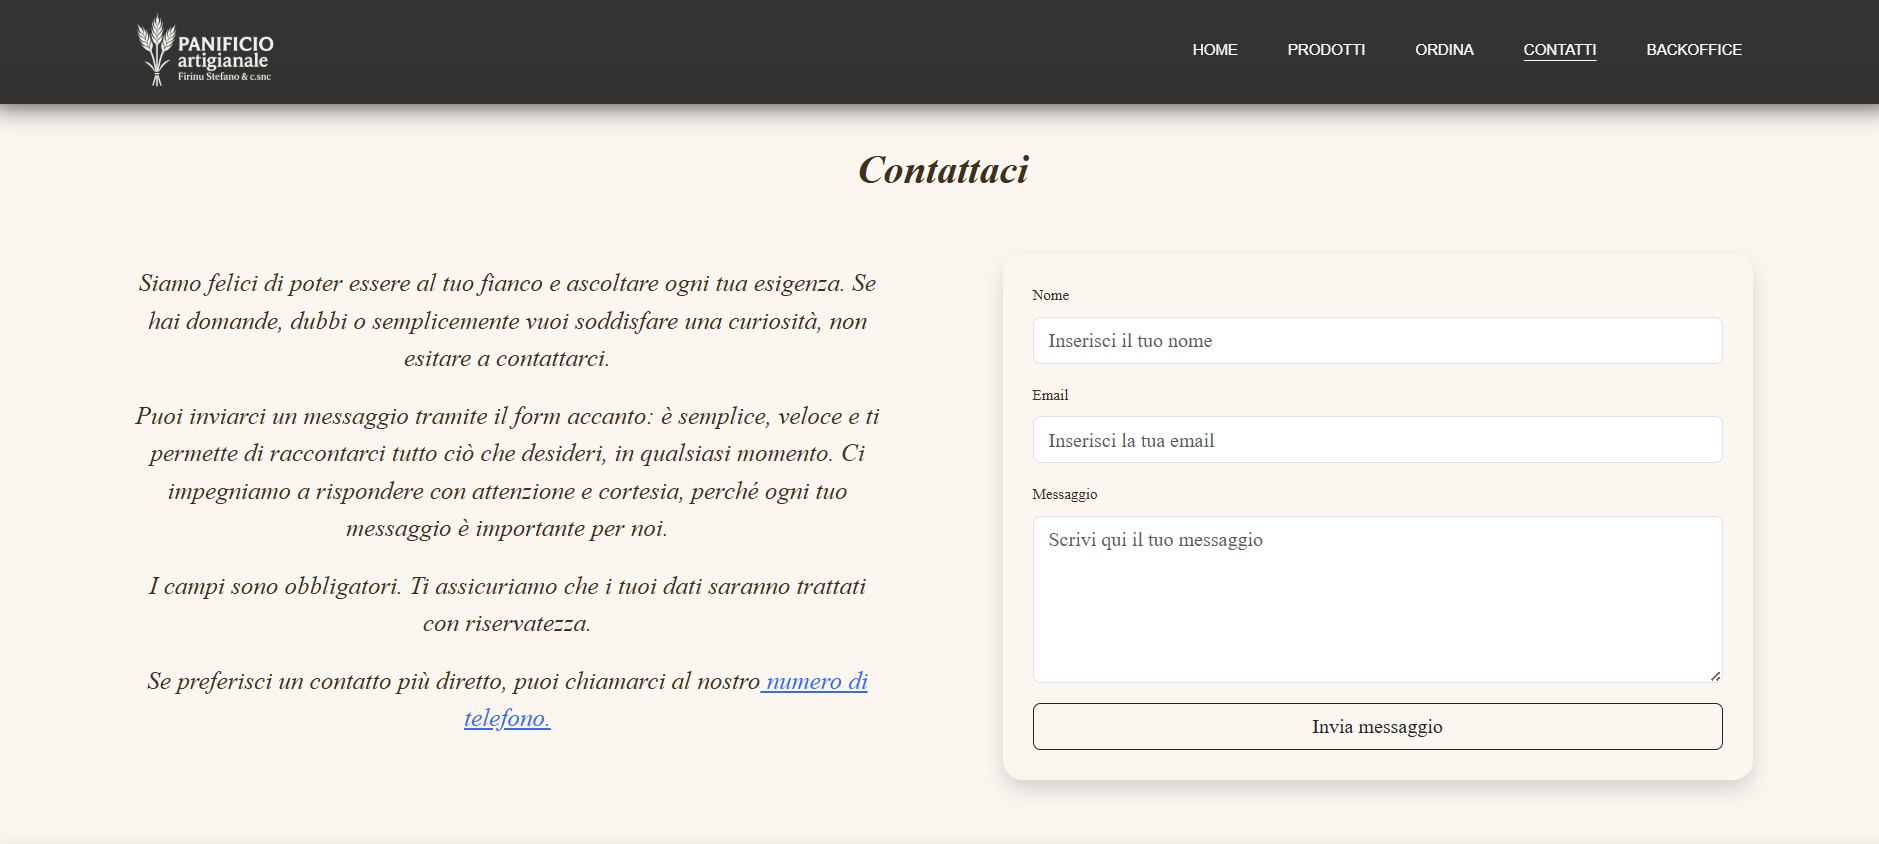 PANIFICIO
artigianale
Firinu Stefano & c.snc
HOME PRODOTTI ORDINA CONTATTI BACKOFFICE
Contattaci
Siamo felici di poter essere al tuo fianco e ascoltare ogni tua esigenza. Se
hai domande, dubbi o semplicemente vuoi soddisfare una curiosità, non
esitare a contattarci.
Puoi inviarci un messaggio tramite il form accanto: è semplice, veloce e ti
permette di raccontarci tutto ciò che desideri, in qualsiasi momento. Ci
impegniamo a rispondere con attenzione e cortesia, perché ogni tuo
messaggio è importante per noi.
I campi sono obbligatori. Ti assicuriamo che i tuoi dati saranno trattati
con riservatezza.
Se preferisci un contatto più diretto, puoi chiamarci al nostro numero di
telefono.
Nome
Inserisci il tuo nome
Email
Inserisci la tua email
Messaggio
Scrivi qui il tuo messaggio
Invia messaggio